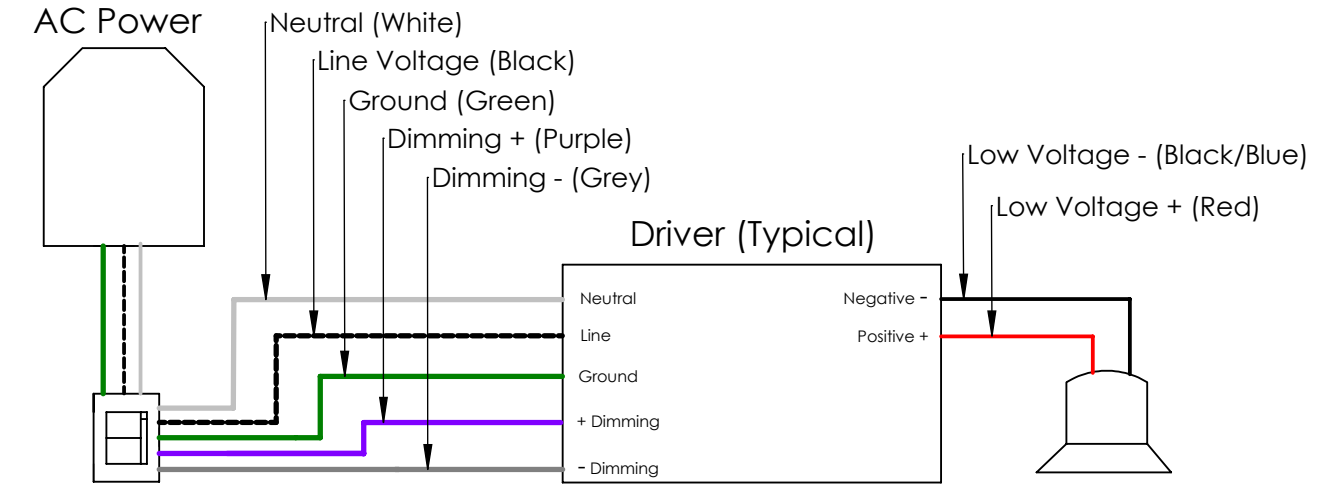 AC Power
Neutral (White)
Line Voltage (Black)
Ground (Green)
Dimming + (Purple)
Dimming - (Grey)
Low Voltage - (Black/Blue)
Low Voltage + (Red)
Driver (Typical)
Neutral
Negative -
Line
Positive +
Ground
+ Dimming
- Dimming